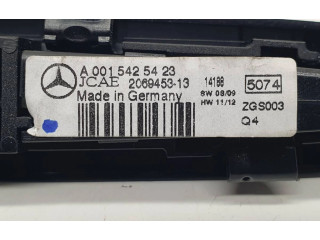 A 001 542 54 23
JCAE 2069453-13
Made in Germany
14188
SW 08/09
HW 11/12
5074
ZGS003
Q4